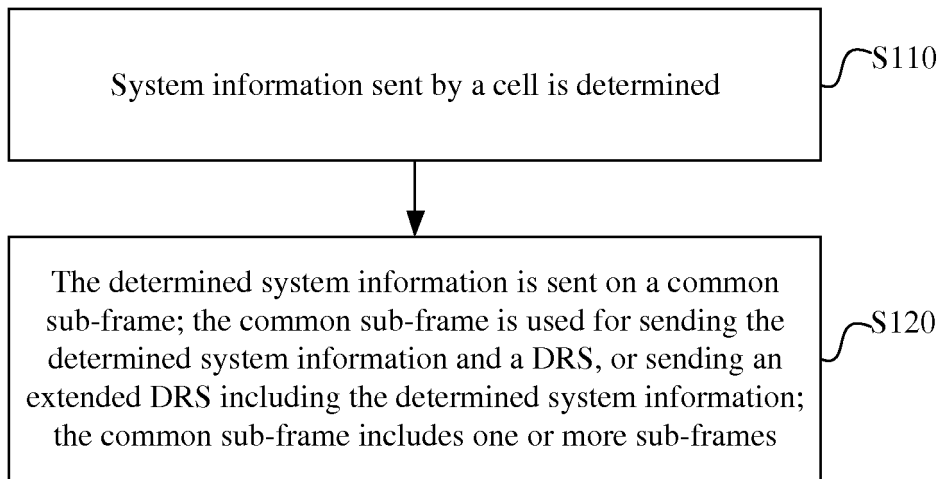 System information sent by a cell is determined
S110
The determined system information is sent on a common
sub-frame; the common sub-frame is used for sending the
determined system information and a DRS, or sending an
extended DRS including the determined system information;
the common sub-frame includes one or more sub-frames
S120